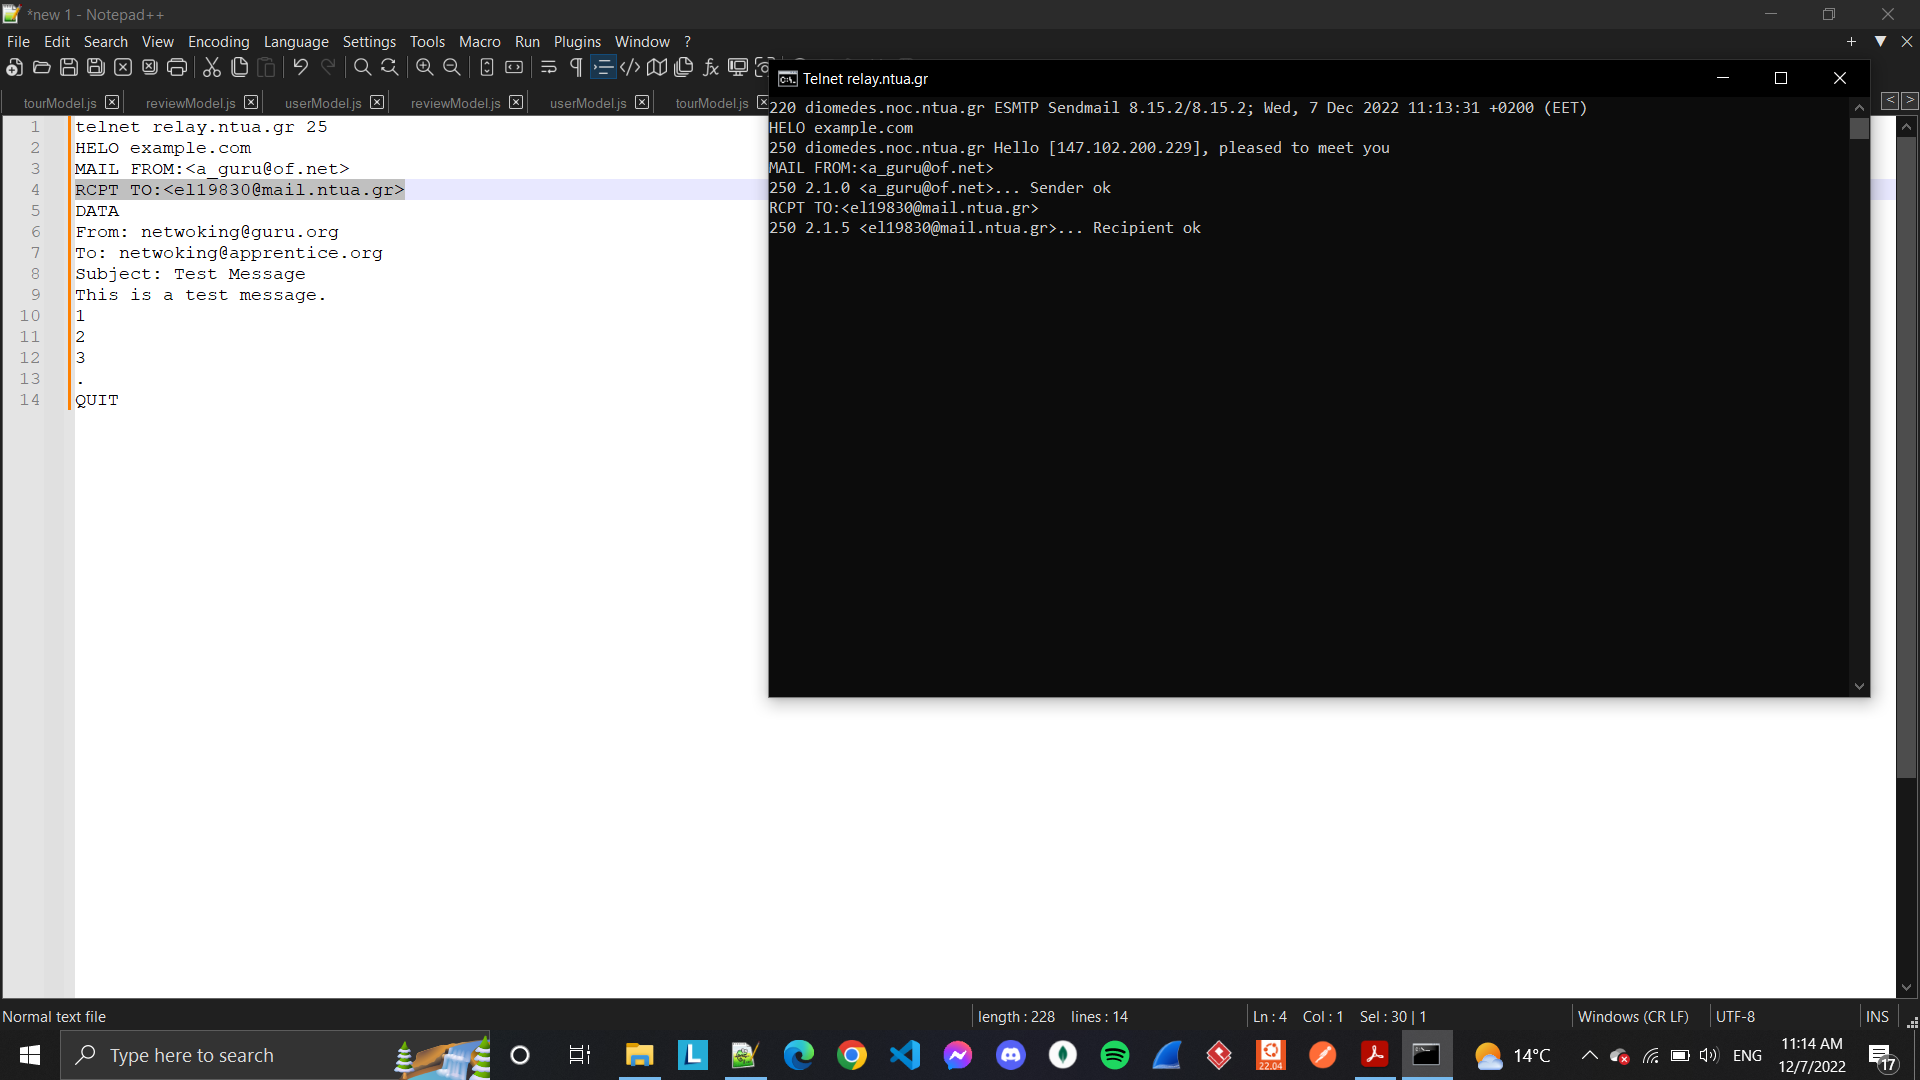 *new 1 - Notepad++
File Edit Search View Encoding Language Settings Tools Macro Run Plugins Window ?
tourModel.js reviewModel.js userModel.js reviewModel.js userModel.js tourModel.js
1 telnet relay.ntua.gr 25
2 HELO example.com
3 MAIL FROM:<a_guru@of.net>
4 RCPT TO:<el19830@mail.ntua.gr>
5 DATA
6 From: netwoking@guru.org
7 To: netwoking@apprentice.org
8 Subject: Test Message
9 This is a test message.
10 1
11 2
12 3
13 .
14 QUIT
Telnet relay.ntua.gr
220 diomedes.noc.ntua.gr ESMTP Sendmail 8.15.2/8.15.2; Wed, 7 Dec 2022 11:13:31 +0200 (EET)
HELO example.com
250 diomedes.noc.ntua.gr Hello [147.102.200.229], pleased to meet you
MAIL FROM:<a_guru@of.net>
250 2.1.0 <a_guru@of.net>... Sender ok
RCPT TO:<el19830@mail.ntua.gr>
250 2.1.5 <el19830@mail.ntua.gr>... Recipient ok
Normal text file length : 228 lines : 14 Ln : 4 Col : 1 Sel : 30 | 1 Windows (CR LF) UTF-8 INS
Type here to search
22.04
14°C
ENG
11:14 AM
12/7/2022
17